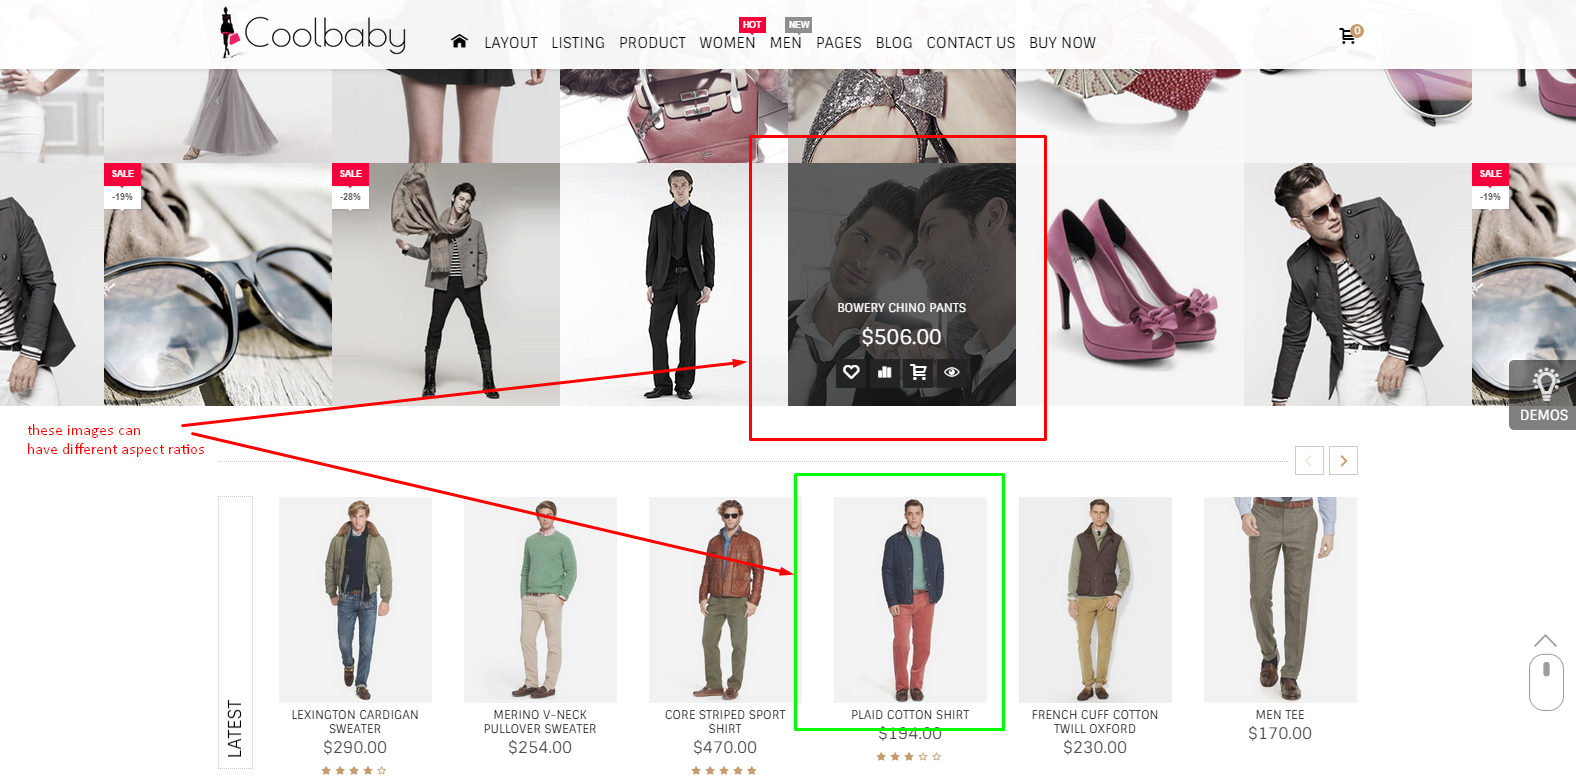 Coolbaby
HOT
NEW
LAYOUT LISTING PRODUCT WOMEN MEN PAGES BLOG CONTACT US BUY NOW
0
SALE
-19%
SALE
-28%
SALE
-19%
BOWERY CHINO PANTS
$506.00
DEMOS
these images can
have different aspect ratios
LATEST
LEXINGTON CARDIGAN
SWEATER
$290.00
MERINO V-NECK
PULLOVER SWEATER
$254.00
CORE STRIPED SPORT
SHIRT
$470.00
PLAID COTTON SHIRT
$194.00
FRENCH CUFF COTTON
TWILL OXFORD
$230.00
MEN TEE
$170.00